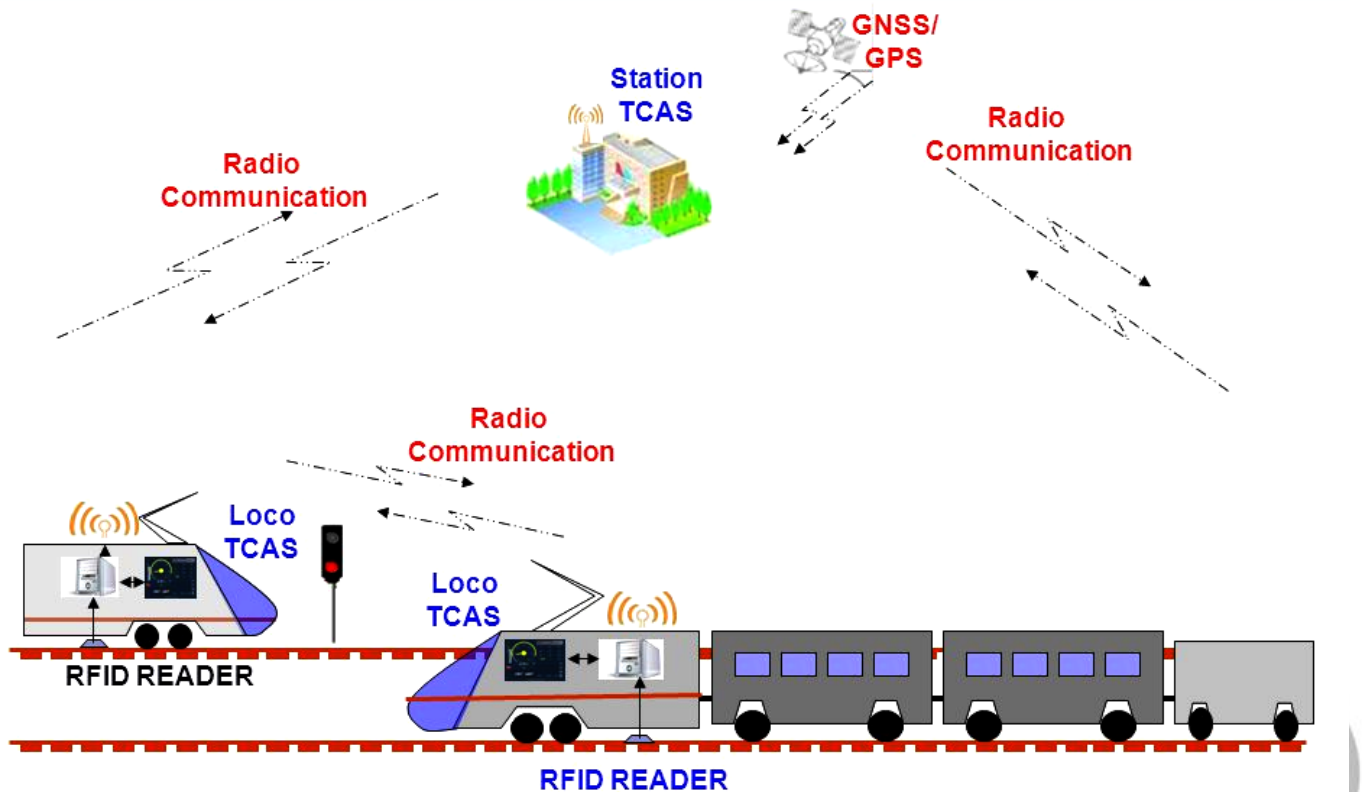 GNSS/
GPS
Station
TCAS
Radio
Communication
Radio
Communication
Radio
Communication
Loco
TCAS
Loco
TCAS
RFID READER
RFID READER